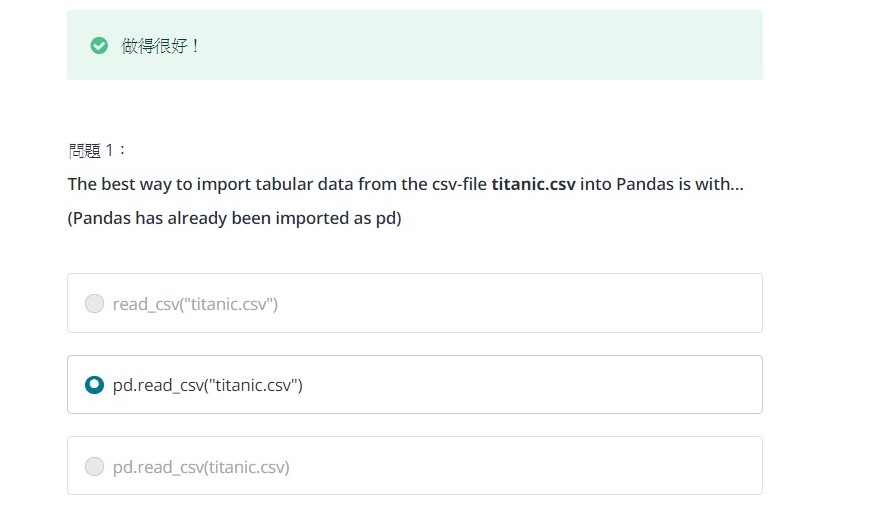 做得很好！
問題 1：
The best way to import tabular data from the csv-file titanic.csv into Pandas is with...
(Pandas has already been imported as pd)
read_csv("titanic.csv")
pd.read_csv("titanic.csv")
pd.read_csv(titanic.csv)